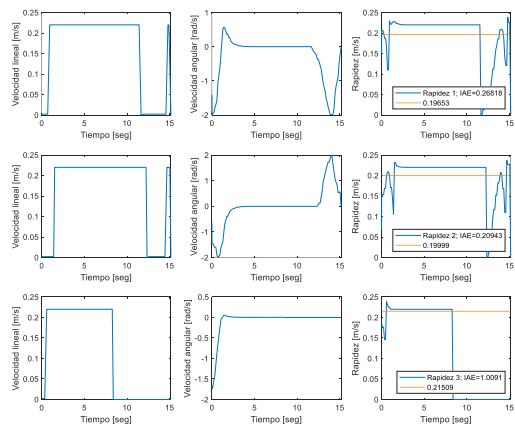 0.25
0.2
0.15
0.1
0.05
0
Velocidad lineal [m/s]
0 5 10 15
Tiempo [seg]
1
0
-1
-2
Velocidad angular [rad/s]
0 5 10 15
Tiempo [seg]
0.25
0.2
0.15
0.1
0.05
0
Rapidez [m/s]
Rapidez 1; IAE=0.26818
0.19653
0 5 10 15
Tiempo [seg]
0.25
0.2
0.15
0.1
0.05
0
Velocidad lineal [m/s]
0 5 10 15
Tiempo [seg]
2
1
0
-1
-2
Velocidad angular [rad/s]
0 5 10 15
Tiempo [seg]
0.25
0.2
0.15
0.1
0.05
0
Rapidez [m/s]
Rapidez 2; IAE=0.20943
0.19999
0 5 10 15
Tiempo [seg]
0.25
0.2
0.15
0.1
0.05
0
Velocidad lineal [m/s]
0 5 10 15
Tiempo [seg]
0.5
0
-0.5
-1
-1.5
-2
Velocidad angular [rad/s]
0 5 10 15
Tiempo [seg]
0.25
0.2
0.15
0.1
0.05
0
Rapidez [m/s]
Rapidez 3; IAE=1.0091
0.21509
0 5 10 15
Tiempo [seg]